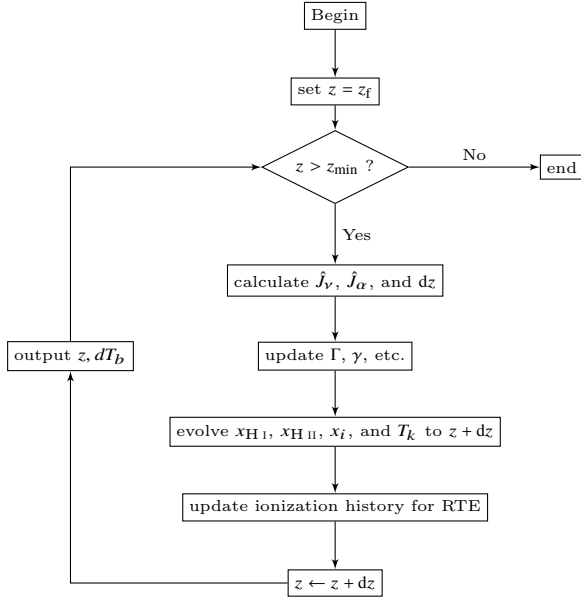 Begin
set z = z_f
z > z_min ?
No
end
Yes
calculate Ĵ_ν, Ĵ_α, and dz
update Γ, γ, etc.
output z, dT_b
evolve x_H I, x_H II, x_i, and T_k to z + dz
update ionization history for RTE
z ← z + dz